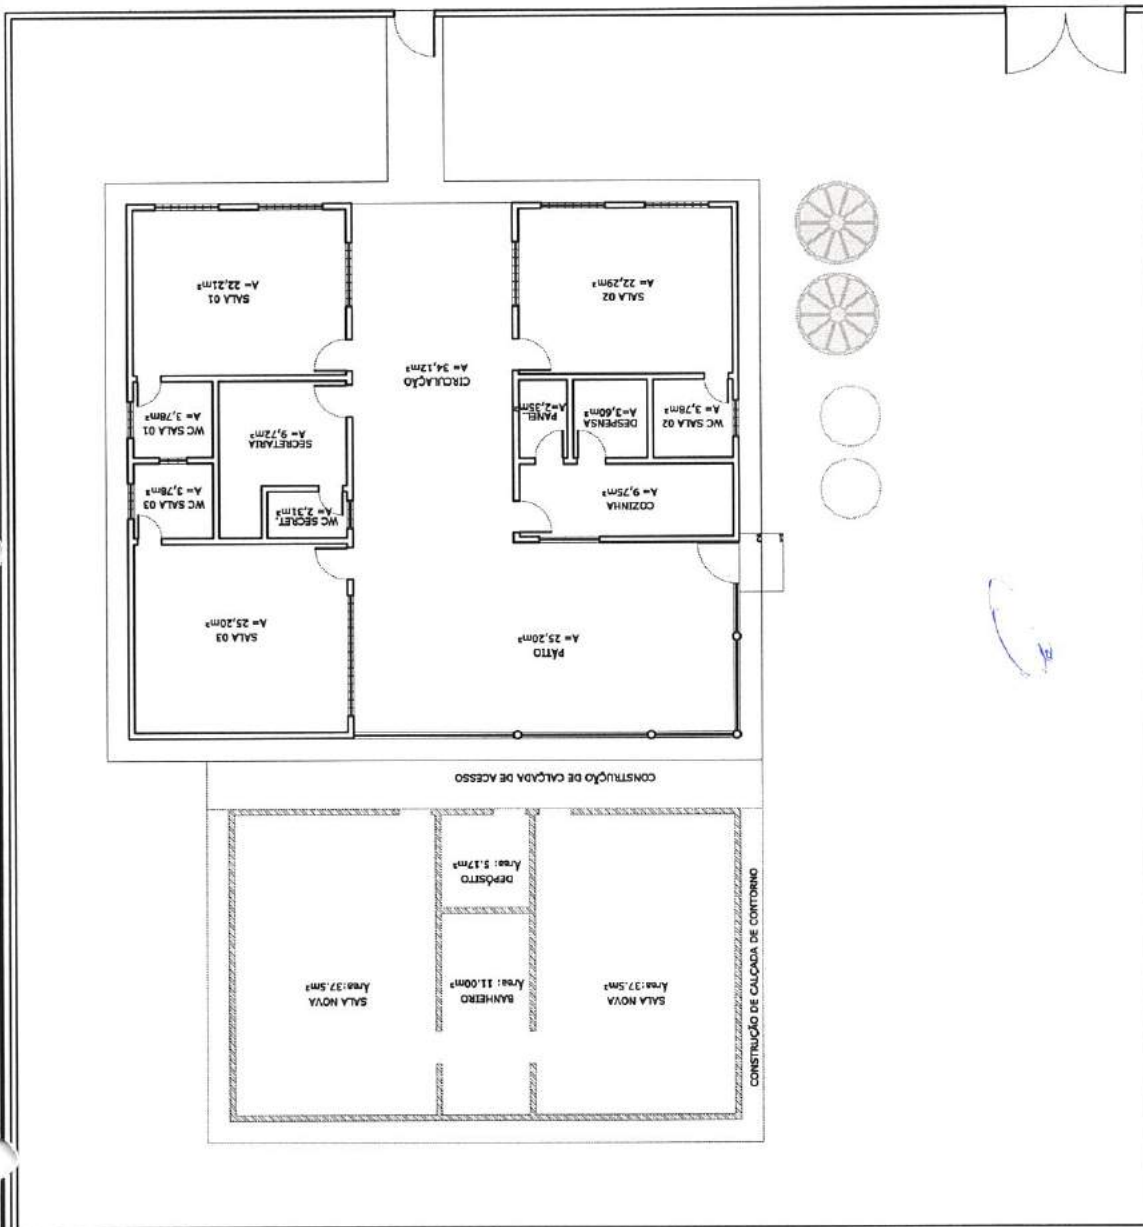 SALA NOVA
Área:37.5m²
BANHEIRO
Área: 11.00m²
SALA NOVA
Área:37.5m²
CONSTRUÇÃO DE CALÇADA DE CONTORNO
DEPÓSITO
Área: 5.17m²
CONSTRUÇÃO DE CALÇADA DE ACESSO
PÁTIO
A= 25,20m²
SALA 03
A= 25,20m²
COZINHA
A= 9,75m²
WC SECRET.
A= 2,31m²
WC SALA 03
A= 3,78m²
WC SALA 02
A= 3,78m²
DESPENSA
A=3,60m²
PANEL.
A=2,35m²
SECRETARIA
A= 9,72m²
WC SALA 01
A= 3,78m²
CIRCULAÇÃO
A= 34,12m²
SALA 02
A= 22,29m²
SALA 01
A= 22,21m²